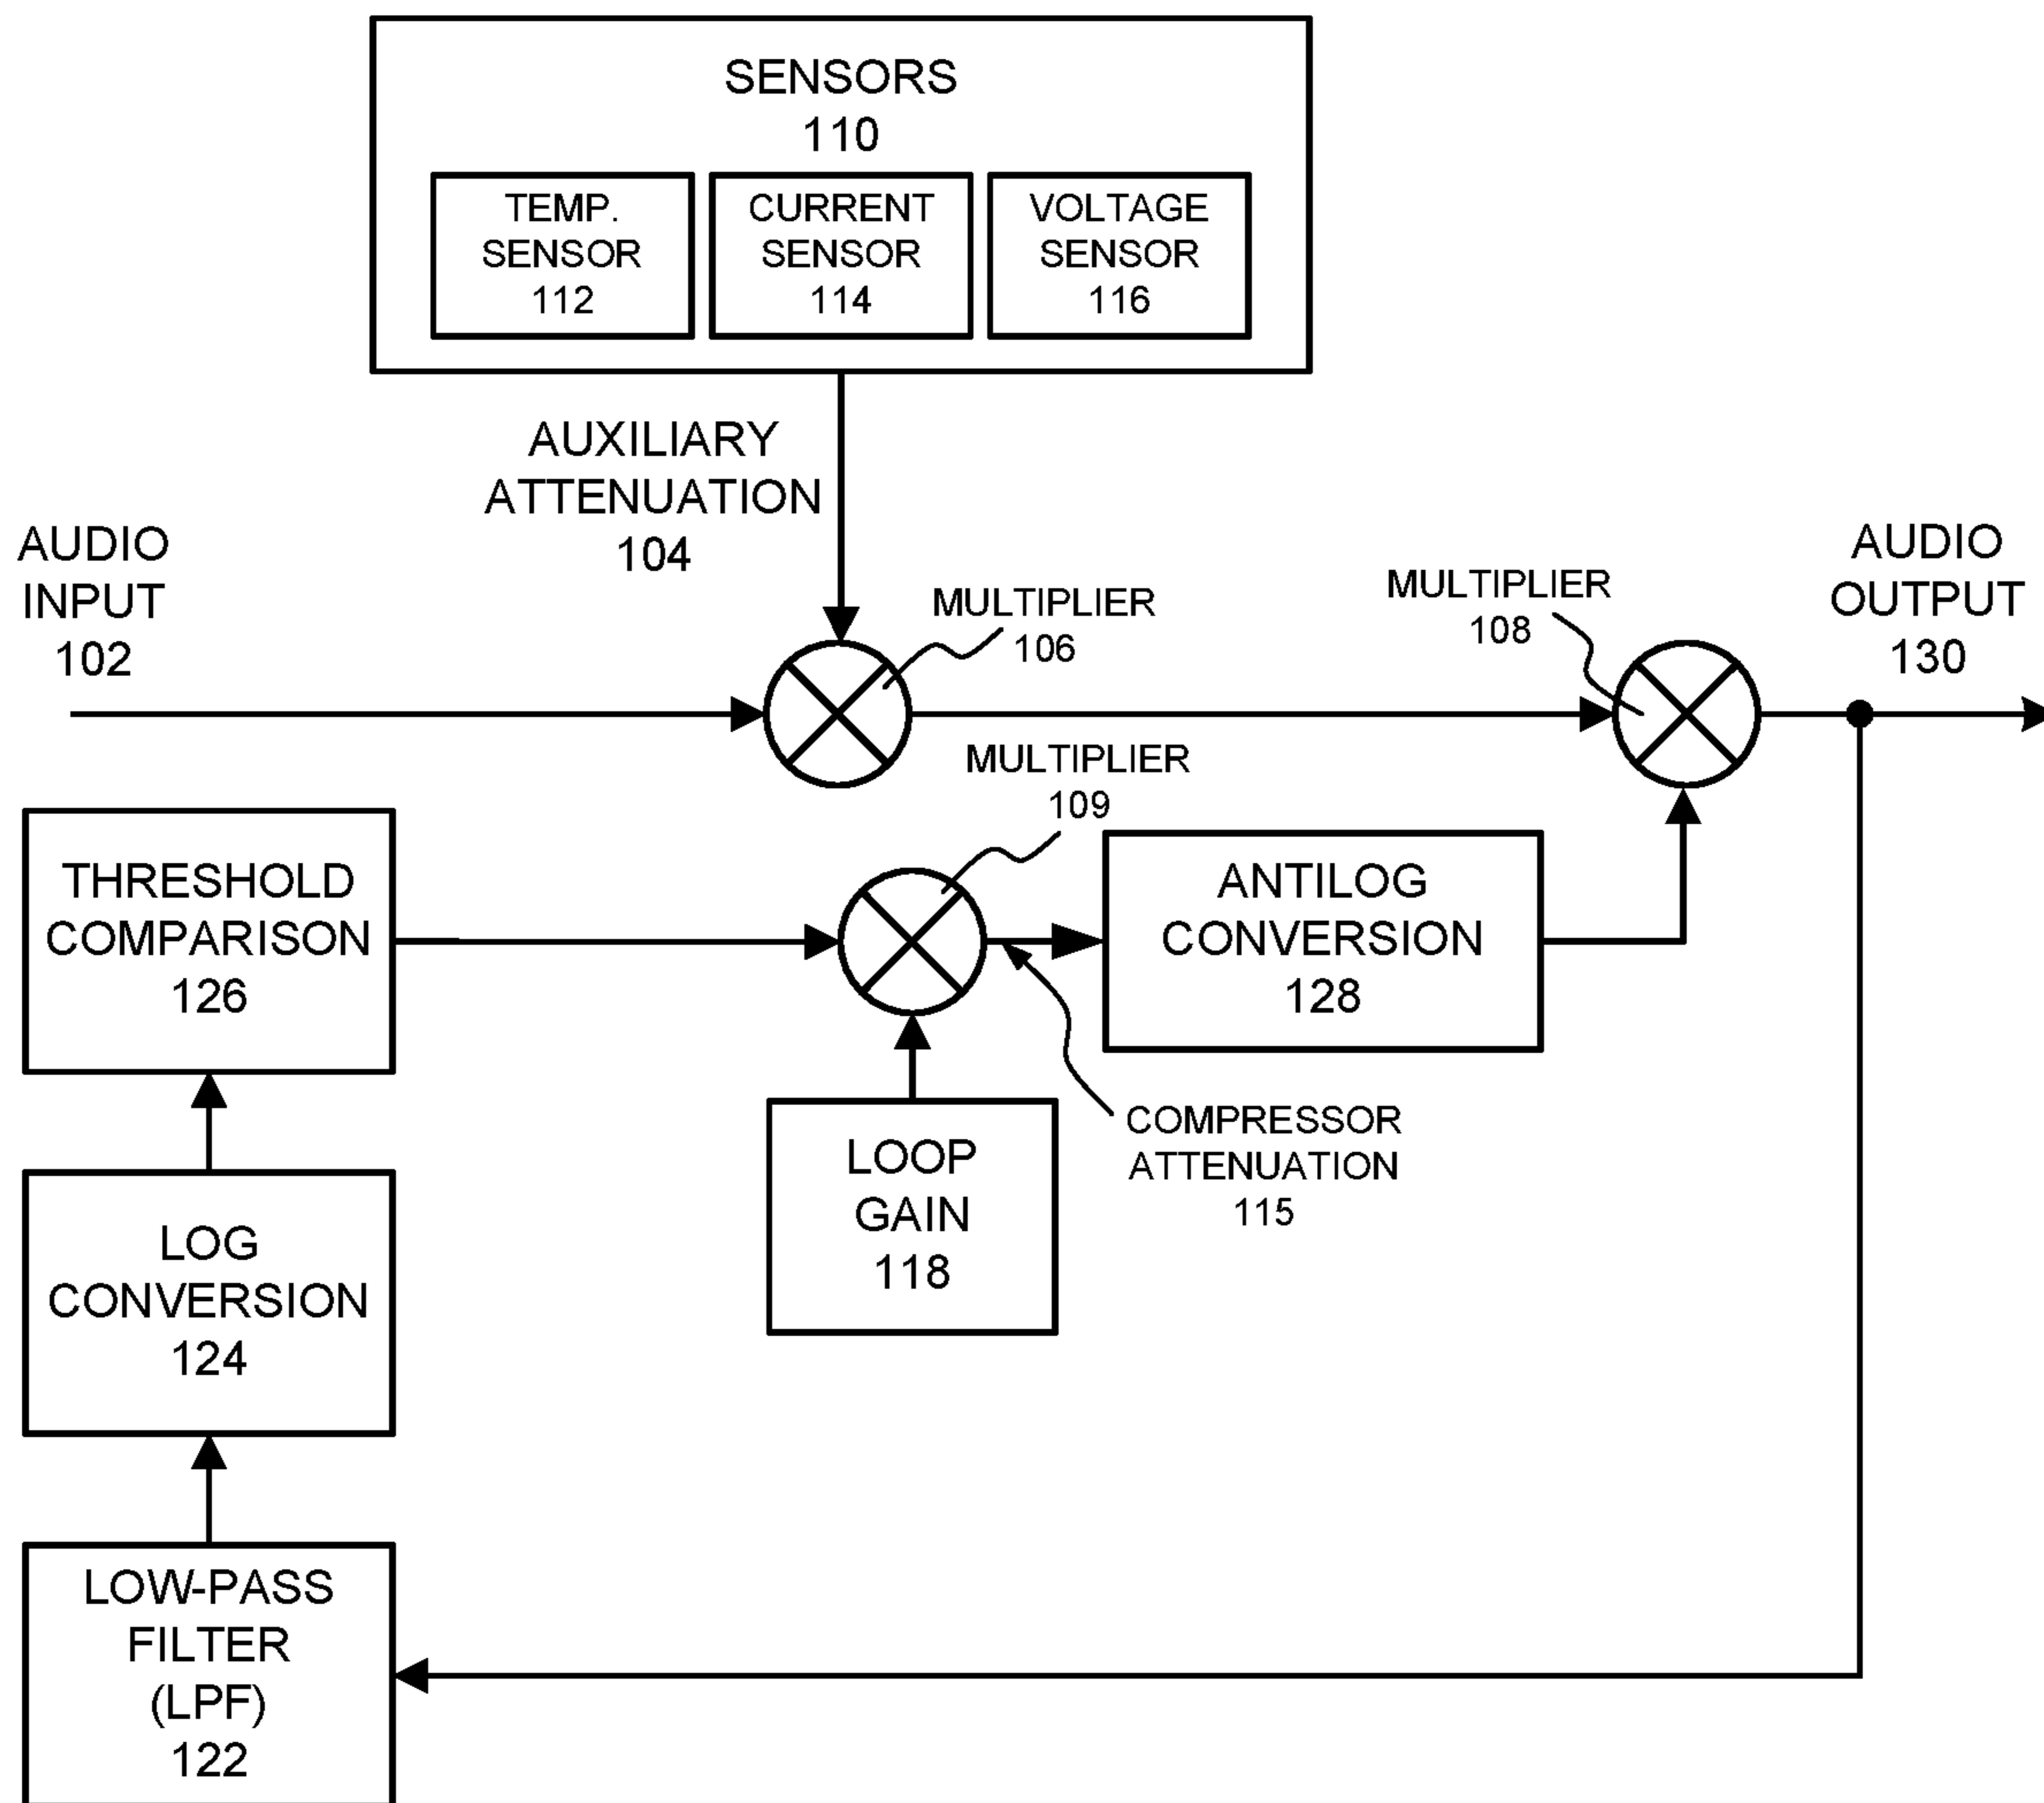 SENSORS
110
TEMP.
SENSOR
112
CURRENT
SENSOR
114
VOLTAGE
SENSOR
116
AUXILIARY
ATTENUATION
104
AUDIO
INPUT
102
MULTIPLIER
106
MULTIPLIER
108
AUDIO
OUTPUT
130
MULTIPLIER
109
THRESHOLD
COMPARISON
126
ANTILOG
CONVERSION
128
LOOP
GAIN
118
COMPRESSOR
ATTENUATION
115
LOG
CONVERSION
124
LOW-PASS
FILTER
(LPF)
122